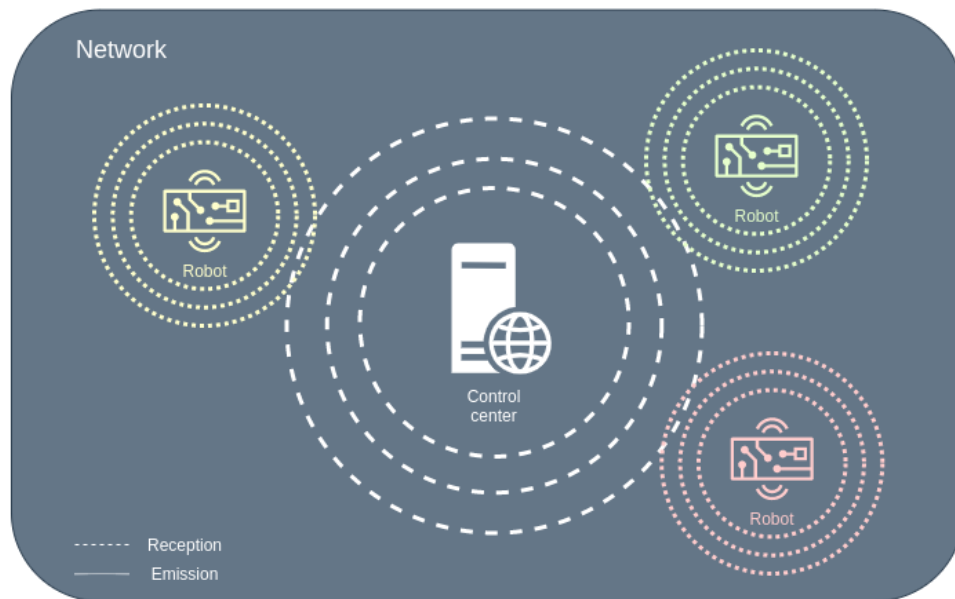 Network
Robot
Robot
Control
center
Robot
Reception
Emission